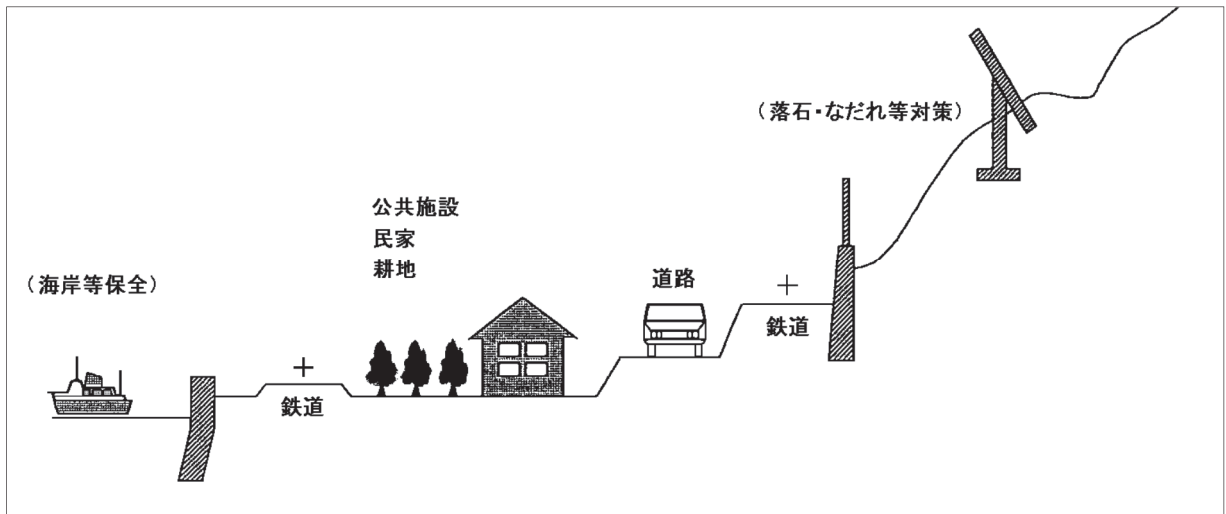 （落石・なだれ等対策）
公共施設
民家
耕地
（海岸等保全）
道路
鉄道
鉄道